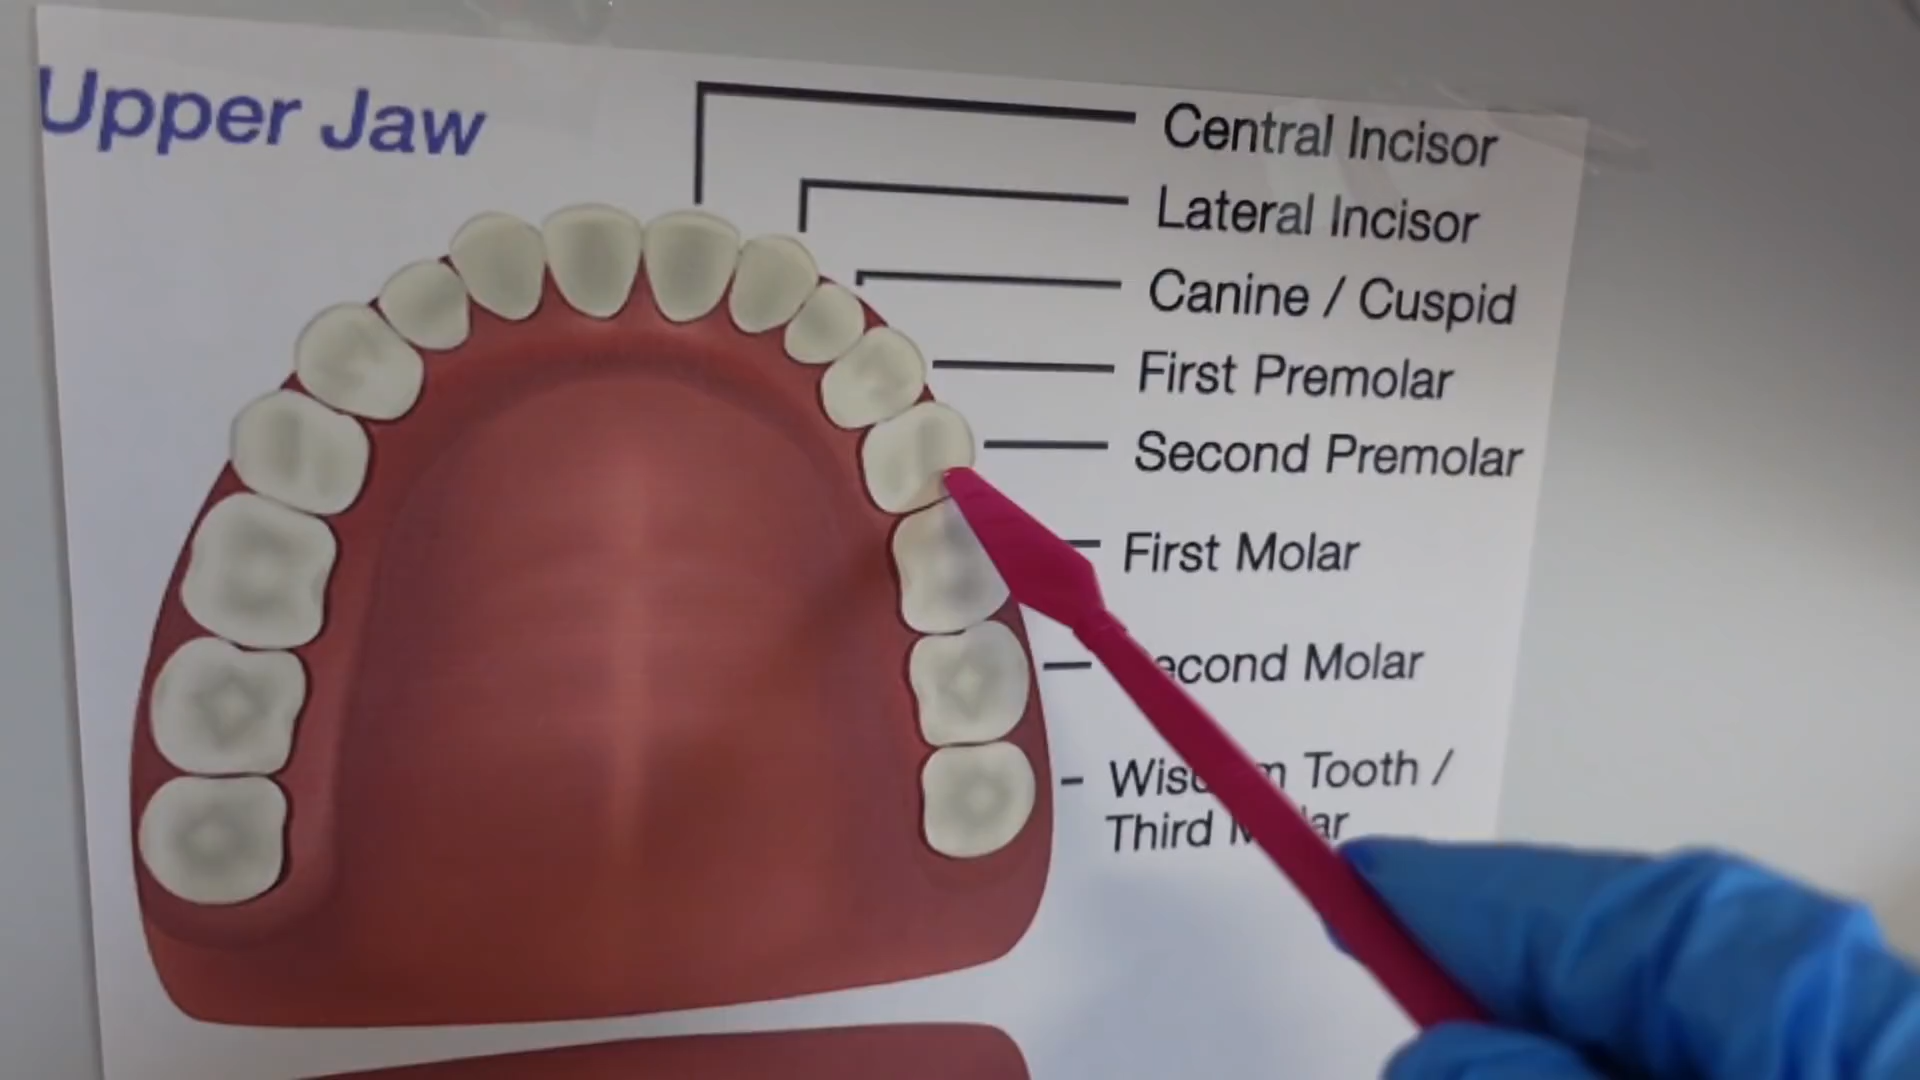 Upper Jaw
Central Incisor
Lateral Incisor
Canine / Cuspid
First Premolar
Second Premolar
First Molar
Molar
Tooth /
Third